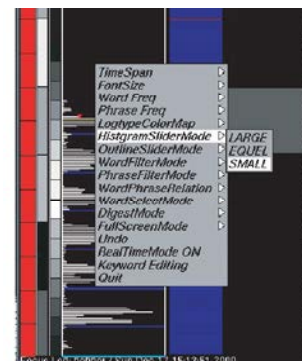 TimeSpan
FontSize
Word Freq
Phrase Freq
LogtypeColorMap
HistgramSliderMode
OutlineSliderMode
WordFilterMode
PhraseFilterMode
WordPhraseRelation
WordSelectMode
DigestMode
FullScreenMode
Undo
RealTimeMode ON
Keyword Editing
Quit
LARGE
EQUEL
SMALL